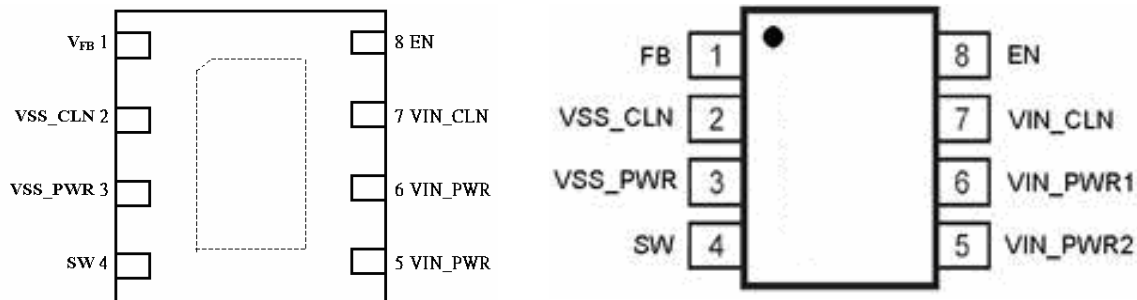 VFB 1
VSS_CLN 2
VSS_PWR 3
SW 4
8 EN
7 VIN_CLN
6 VIN_PWR
5 VIN_PWR
FB 1
VSS_CLN 2
VSS_PWR 3
SW 4
8 EN
7 VIN_CLN
6 VIN_PWR1
5 VIN_PWR2